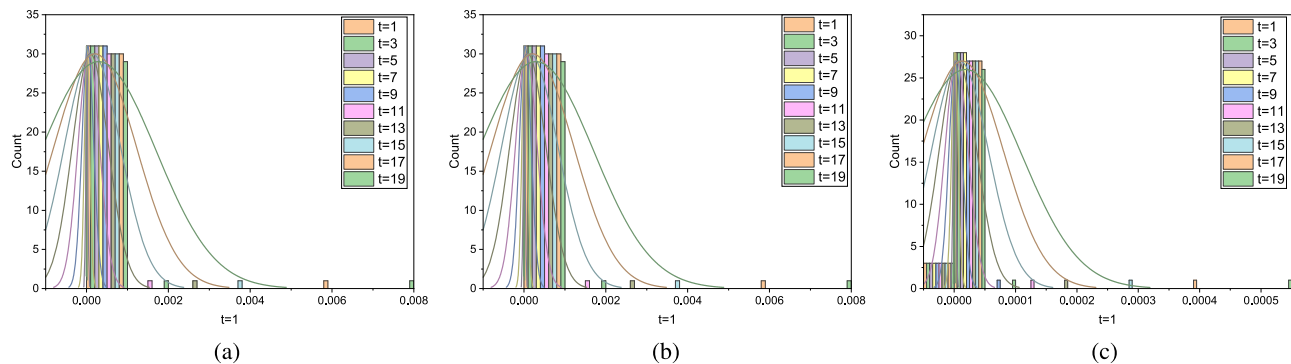 35
30
25
20
15
10
5
0
Count
0.000
0.002
0.004
0.006
0.008
t=1
t=1
t=3
t=5
t=7
t=9
t=11
t=13
t=15
t=17
t=19
(a)
35
30
25
20
15
10
5
0
Count
0.000
0.002
0.004
0.006
0.008
t=1
t=1
t=3
t=5
t=7
t=9
t=11
t=13
t=15
t=17
t=19
(b)
30
25
20
15
10
5
0
Count
0.0000
0.0001
0.0002
0.0003
0.0004
0.0005
t=1
t=1
t=3
t=5
t=7
t=9
t=11
t=13
t=15
t=17
t=19
(c)